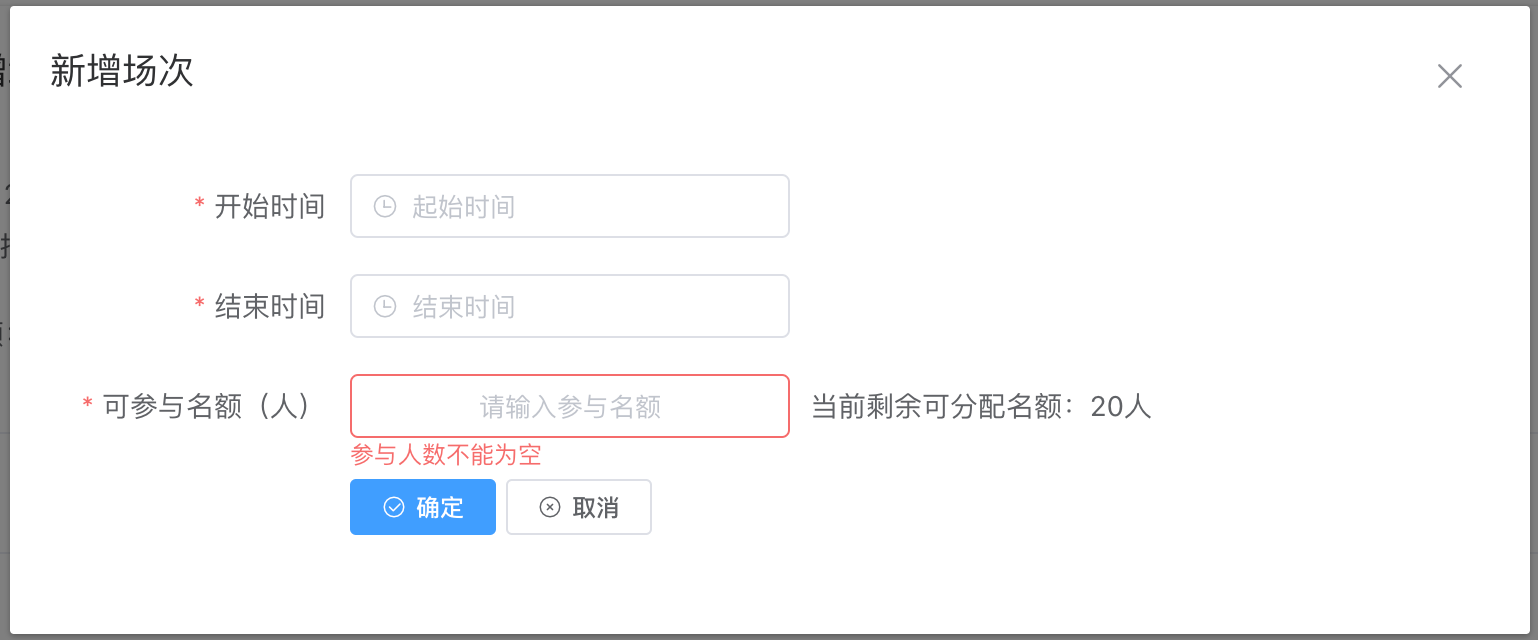 新增场次
* 开始时间 起始时间
* 结束时间 结束时间
* 可参与名额（人） 请输入参与名额 当前剩余可分配名额：20人
参与人数不能为空
确定 取消